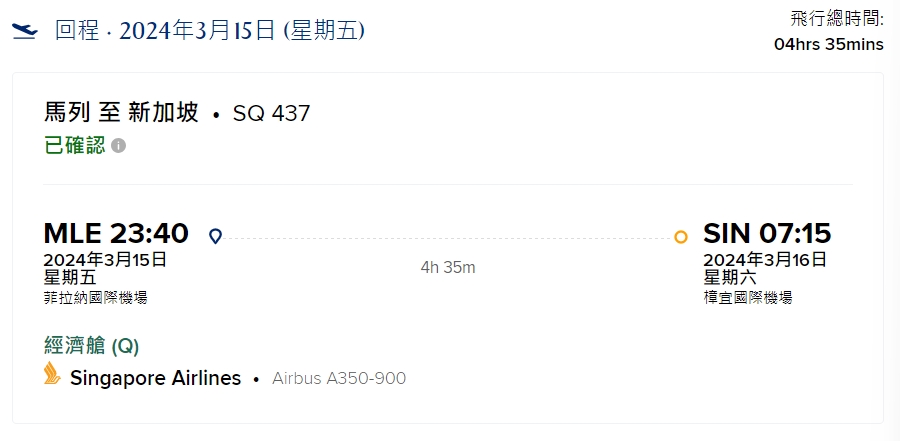 回程 · 2024年3月15日 (星期五)
飛行總時間:
04hrs 35mins
馬列 至 新加坡 • SQ 437
已確認
MLE 23:40
2024年3月15日
星期五
菲拉納國際機場
4h 35m
SIN 07:15
2024年3月16日
星期六
樟宜國際機場
經濟艙 (Q)
Singapore Airlines • Airbus A350-900